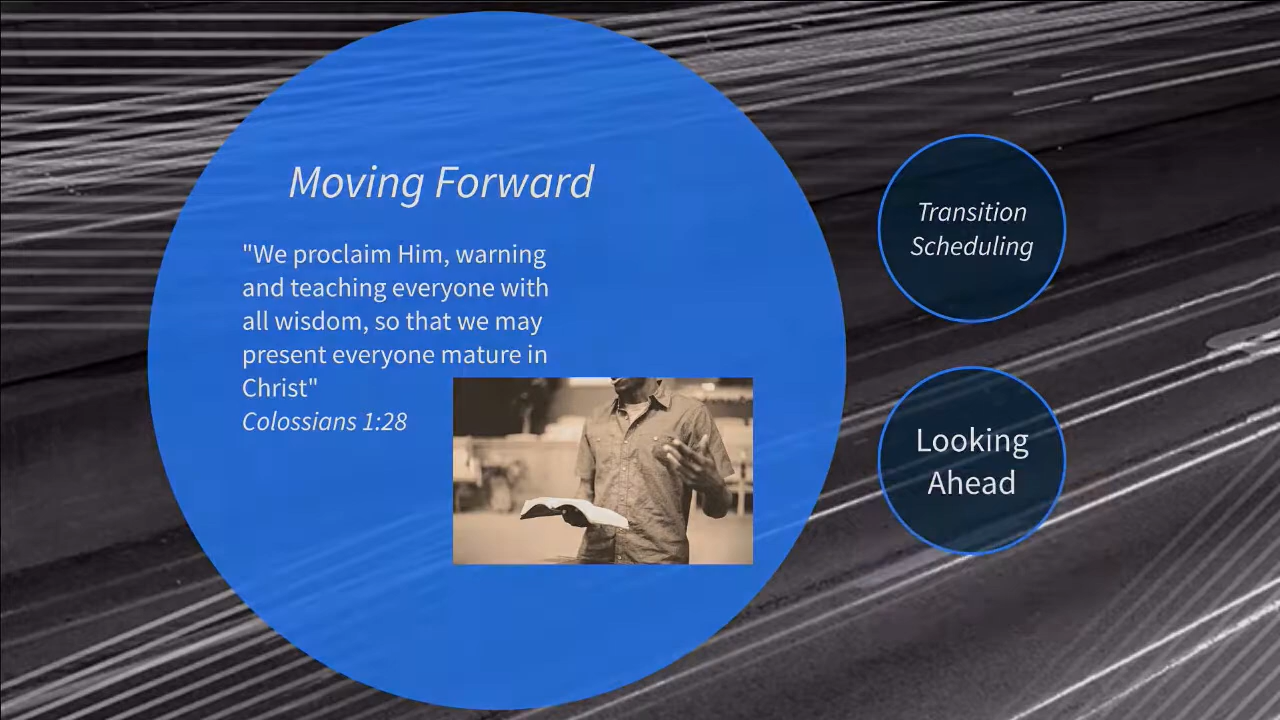 Moving Forward
"We proclaim Him, warning
and teaching everyone with
all wisdom, so that we may
present everyone mature in
Christ"
Colossians 1:28
Transition
Scheduling
Looking
Ahead